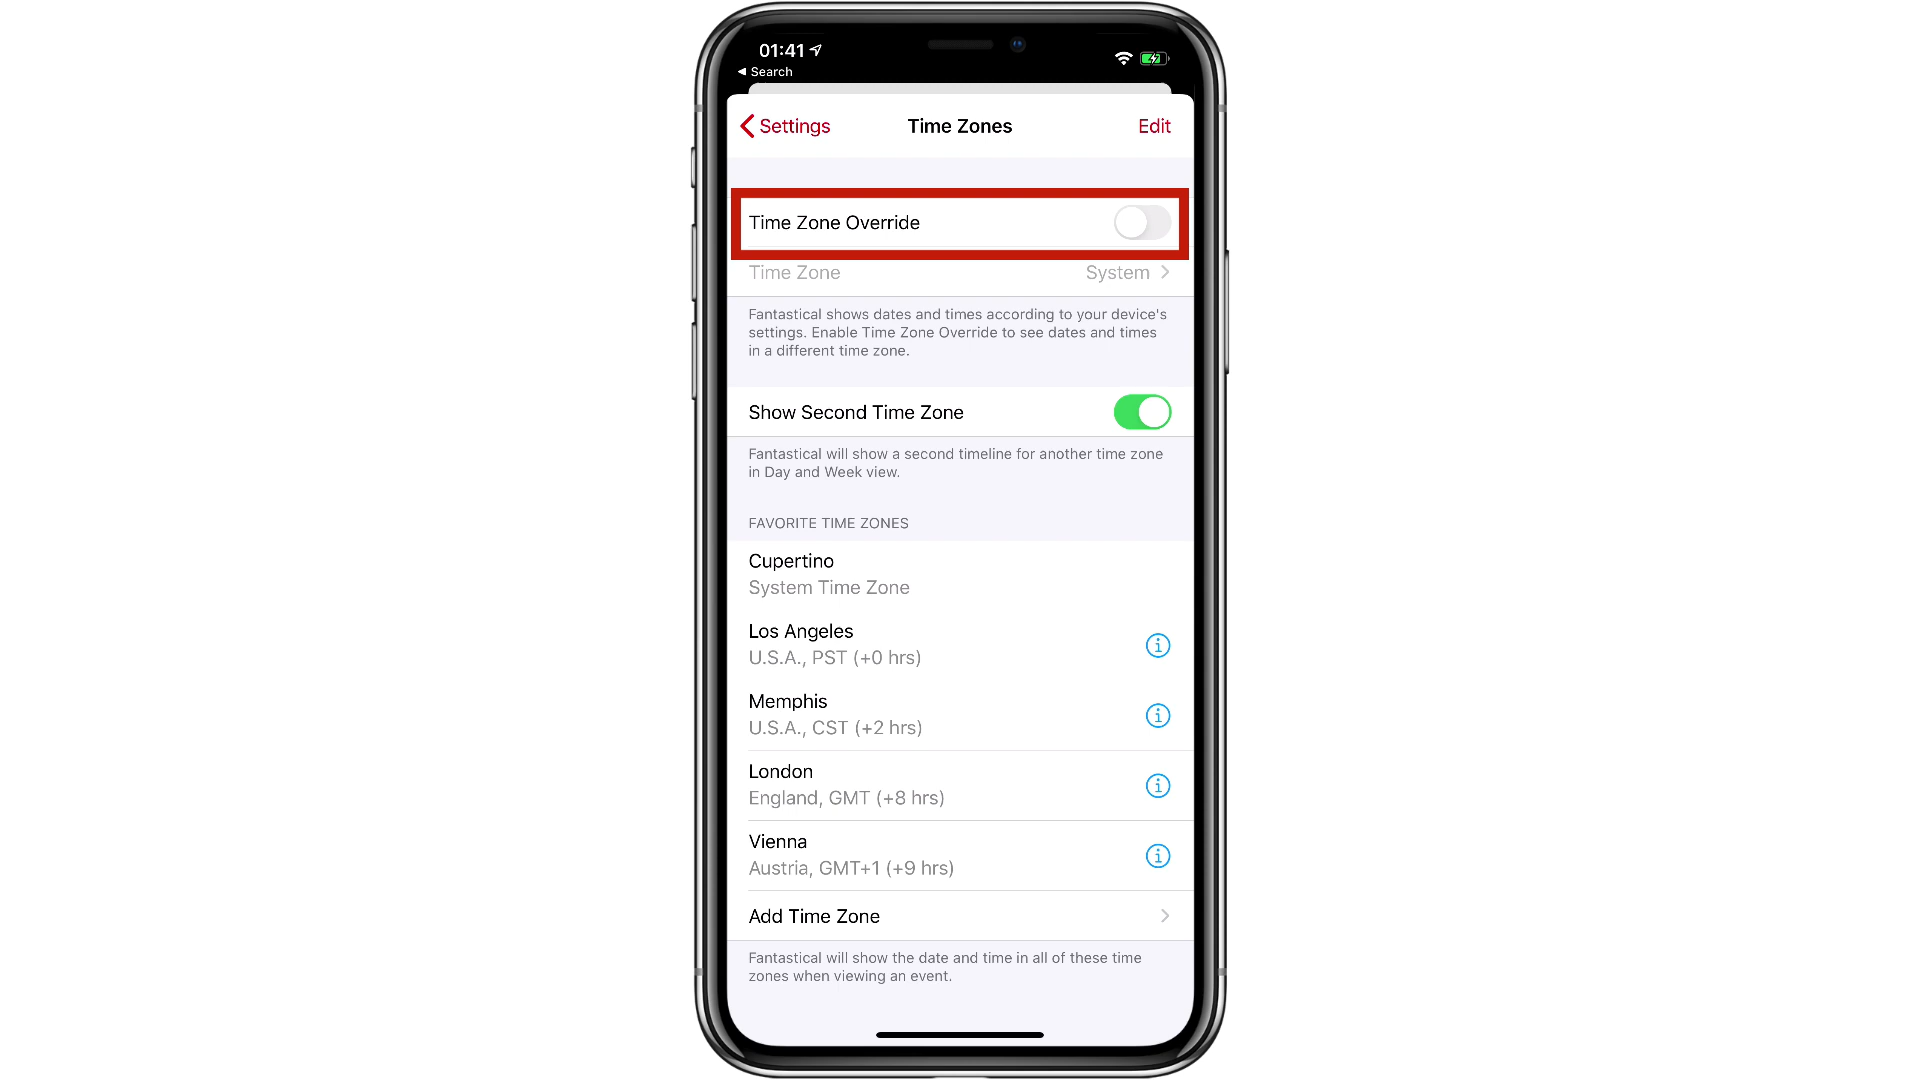 01:41
Search
Settings
Time Zones
Edit
Time Zone Override
Time Zone
System
Fantastical shows dates and times according to your device's
settings. Enable Time Zone Override to see dates and times
in a different time zone.
Show Second Time Zone
Fantastical will show a second timeline for another time zone
in Day and Week view.
FAVORITE TIME ZONES
Cupertino
System Time Zone
Los Angeles
U.S.A., PST (+0 hrs)
Memphis
U.S.A., CST (+2 hrs)
London
England, GMT (+8 hrs)
Vienna
Austria, GMT+1 (+9 hrs)
Add Time Zone
Fantastical will show the date and time in all of these time
zones when viewing an event.